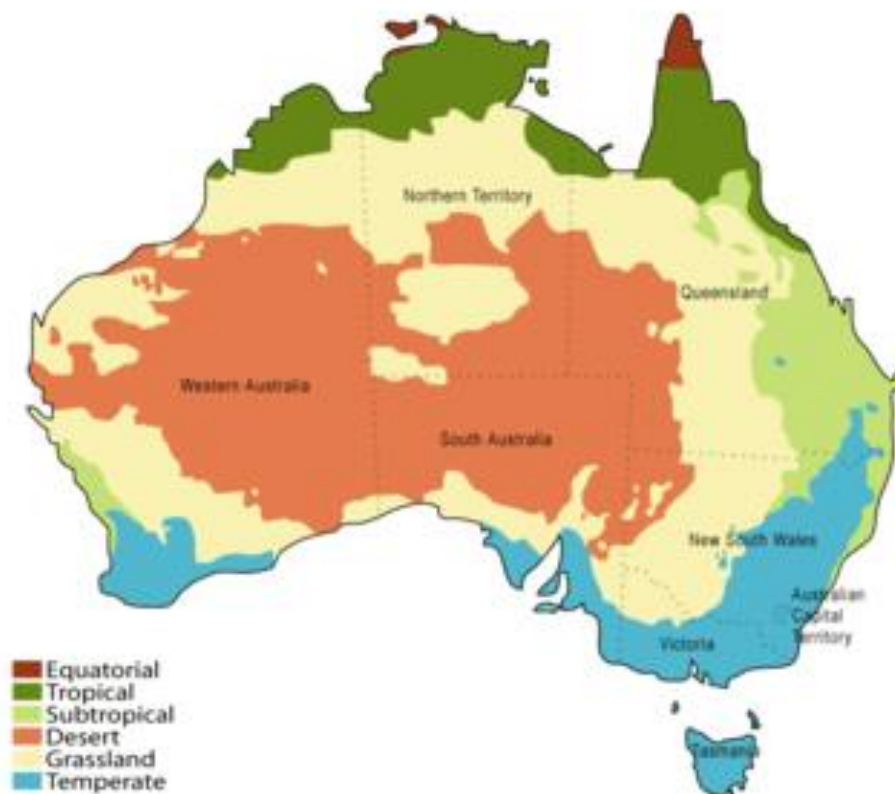 Northern Territory
Queensland
Western Australia
South Australia
New South Wales
Australian
Capital
Territory
Victoria
Tasmania
Equatorial
Tropical
Subtropical
Desert
Grassland
Temperate